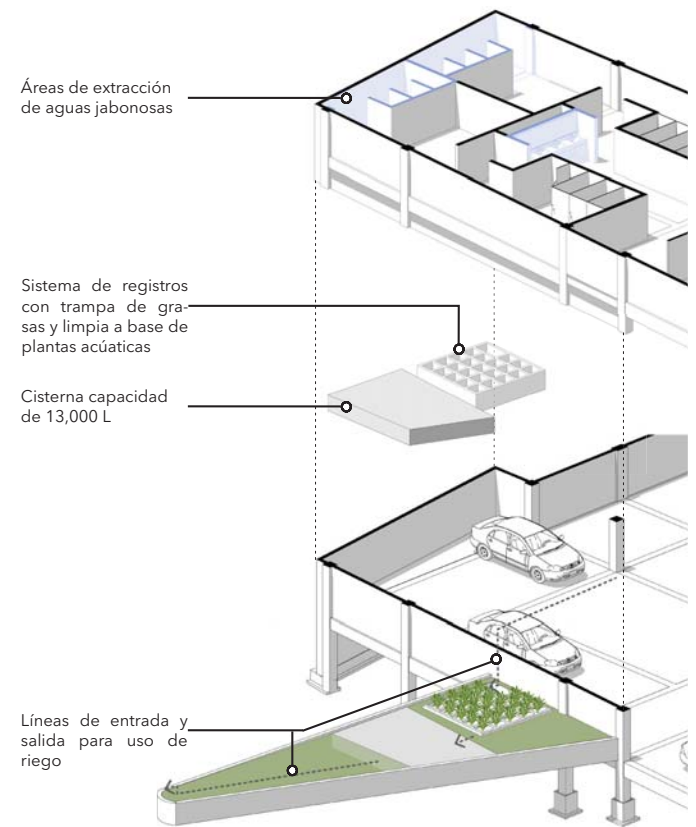 Áreas de extracción
de aguas jabonosas
Sistema de registros
con trampa de gra-
sas y limpia a base de
plantas acúaticas
Cisterna capacidad
de 13,000 L
Líneas de entrada y
salida para uso de
riego